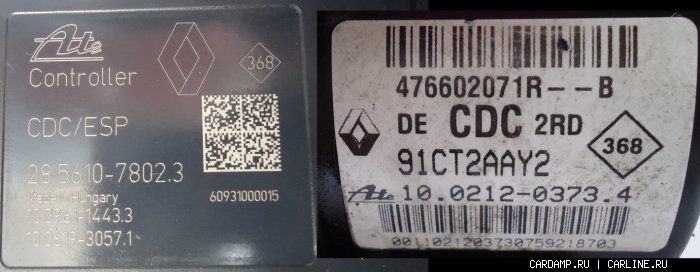 Ate
Controller
368
CDC/ESP
28.5610-7802.3
Made in Hungary
60931000015
10.0961-1443.3
10.0619-3057.1
476602071R--B
DE CDC 2RD
368
91CT2AAY2
Ate 10.0212-0373.4
0011021203730759218703
CARDAMP.RU | CARLINE.RU